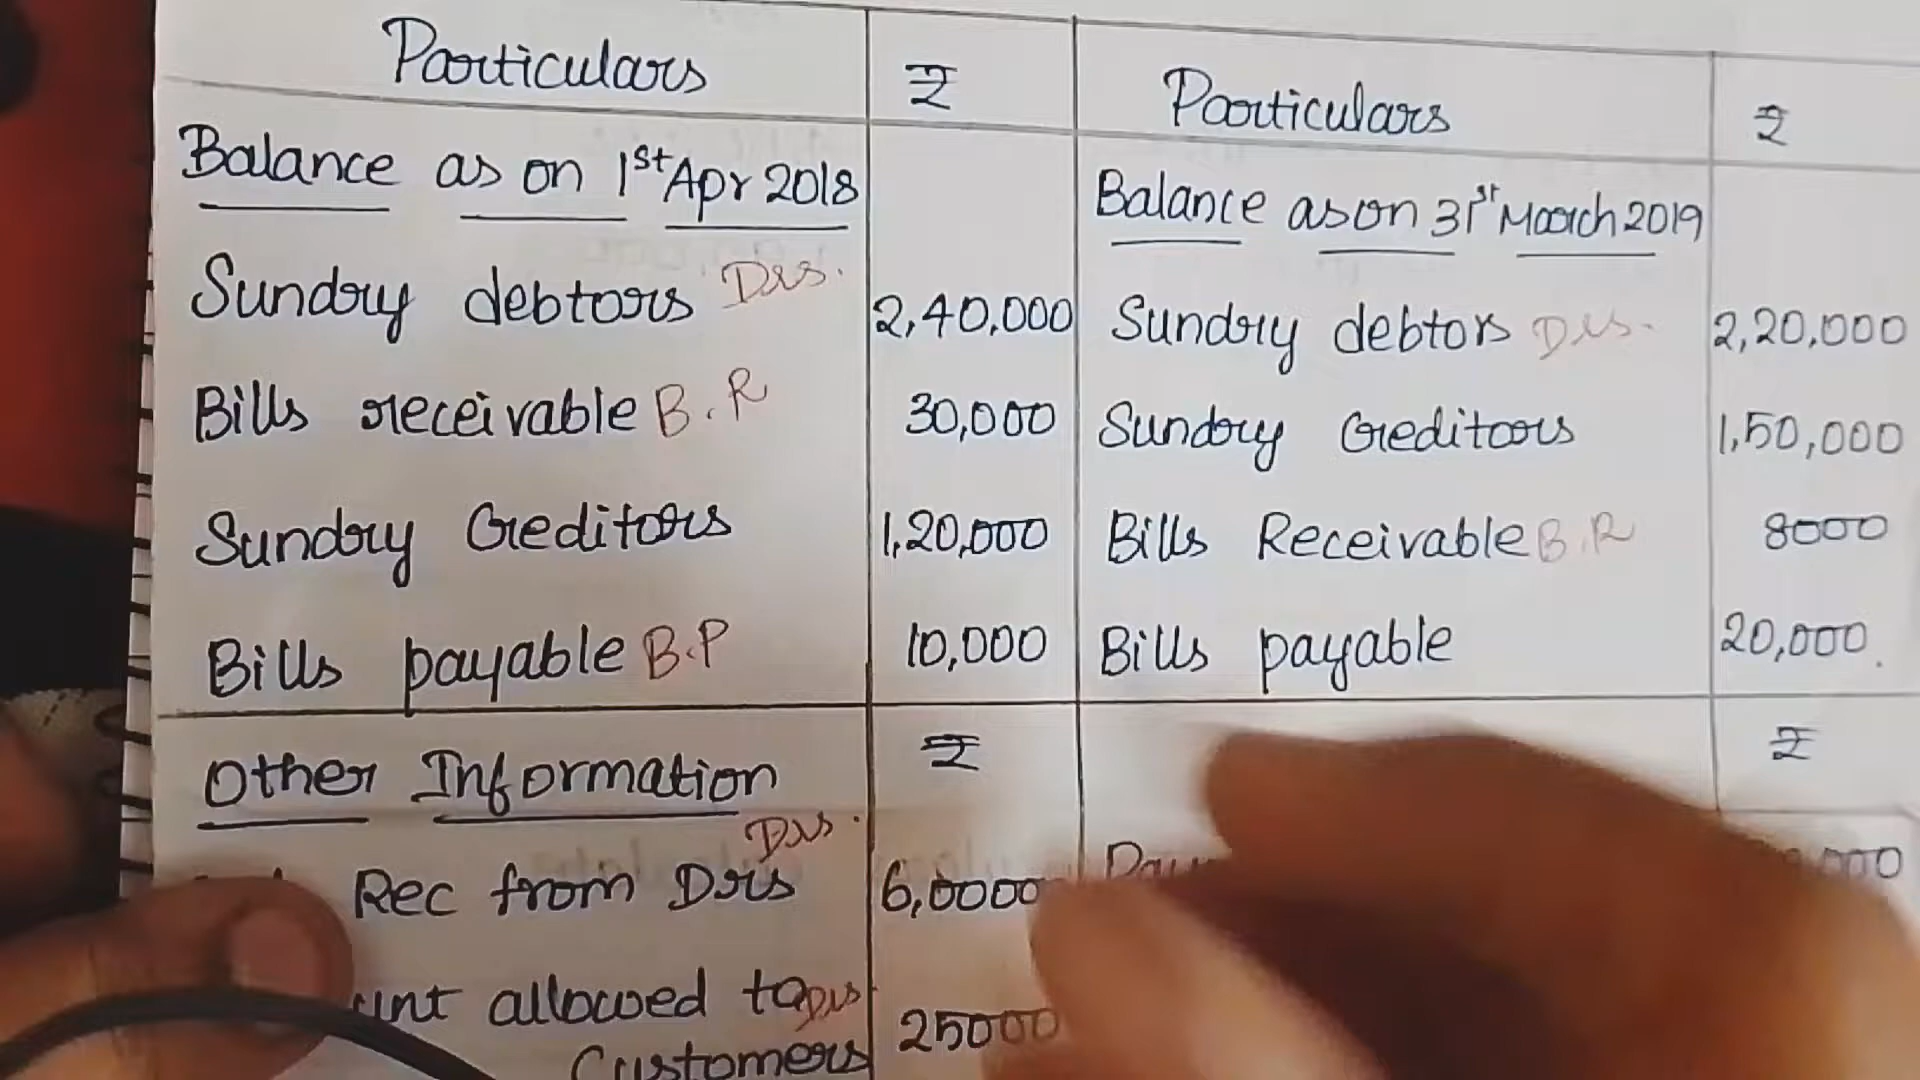 Particulars ₹ Particulars ₹
Balance as on 1st Apr 2018
Balance as on 31st March 2019
Sundry debtors Drs. 2,40,000 Sundry debtors Drs. 2,20,000
Bills receivable B.R 30,000 Sundry Creditors 1,50,000
Sundry Creditors 1,20,000 Bills Receivable B.R 8000
Bills payable B.P 10,000 Bills payable 20,000.
Other Information ₹ ₹
Drs.
Rec from Drs 6,0000
allowed to Drs 25000
Customers